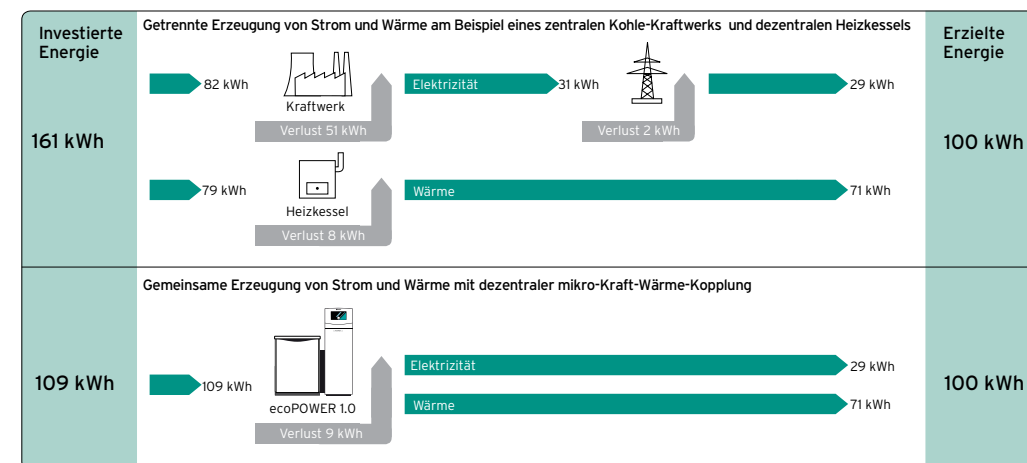 Investierte
Energie
Getrennte Erzeugung von Strom und Wärme am Beispiel eines zentralen Kohle-Kraftwerks und dezentralen Heizkessels
Erzielte
Energie
82 kWh
Kraftwerk
Verlust 51 kWh
Elektrizität
31 kWh
Verlust 2 kWh
29 kWh
161 kWh
100 kWh
79 kWh
Heizkessel
Verlust 8 kWh
Wärme
71 kWh
Gemeinsame Erzeugung von Strom und Wärme mit dezentraler mikro-Kraft-Wärme-Kopplung
109 kWh
109 kWh
ecoPOWER 1.0
Verlust 9 kWh
Elektrizität
29 kWh
Wärme
71 kWh
100 kWh